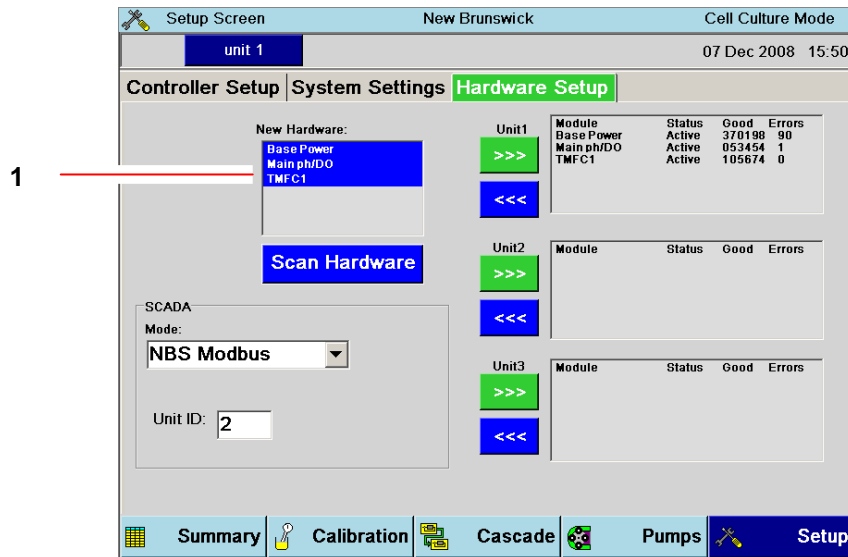 Setup Screen New Brunswick Cell Culture Mode
unit 1 07 Dec 2008 15:50
Controller Setup System Settings Hardware Setup
1
New Hardware:
Base Power
Main ph/DO
TMFC1
Scan Hardware
SCADA
Mode:
NBS Modbus
Unit ID: 2
Unit1
>>>
<<<
Module Status Good Errors
Base Power Active 370198 90
Main ph/DO Active 053454 1
TMFC1 Active 105674 0
Unit2
>>>
<<<
Module Status Good Errors
Unit3
>>>
<<<
Module Status Good Errors
Summary Calibration Cascade Pumps Setup